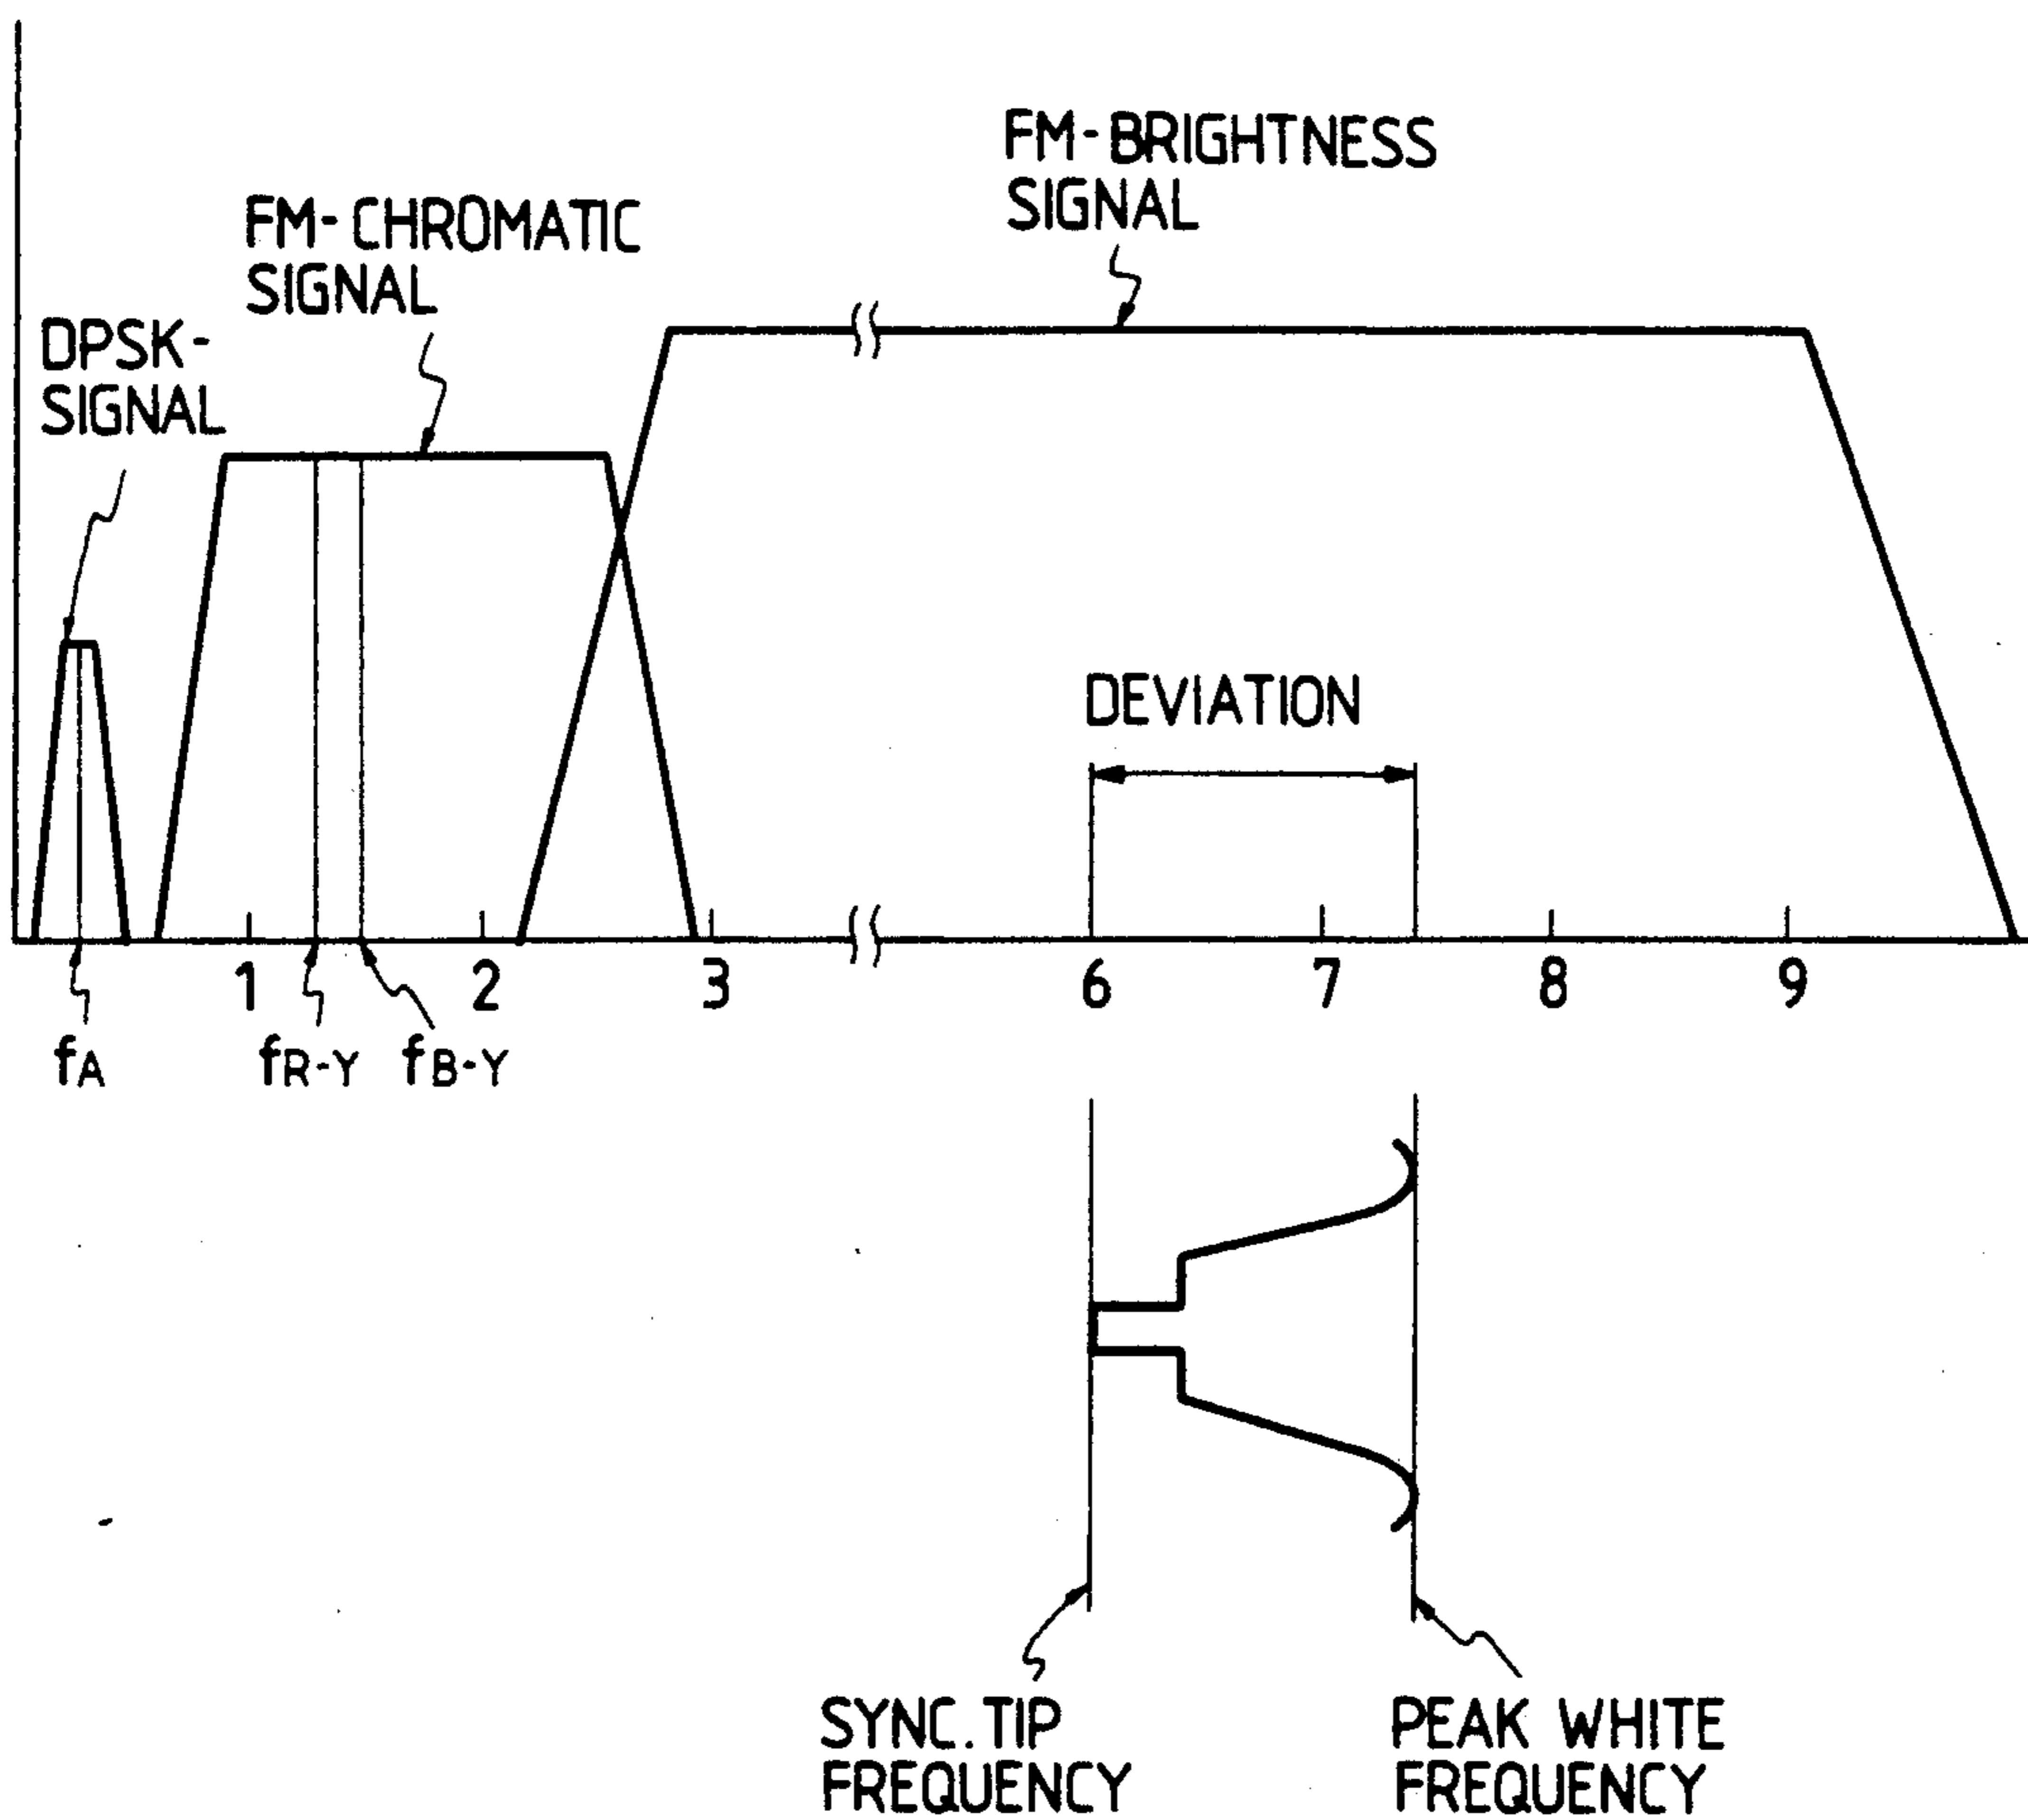 FM-BRIGHTNESS
SIGNAL
FM-CHROMATIC
SIGNAL
DPSK-
SIGNAL
DEVIATION
1 2 3 6 7 8 9
fA fR-Y fB-Y
SYNC. TIP
FREQUENCY
PEAK WHITE
FREQUENCY